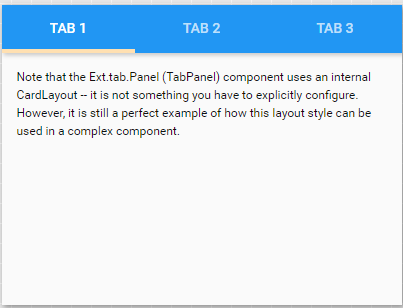 TAB 1 TAB 2 TAB 3
Note that the Ext.tab.Panel (TabPanel) component uses an internal
CardLayout -- it is not something you have to explicitly configure.
However, it is still a perfect example of how this layout style can be
used in a complex component.